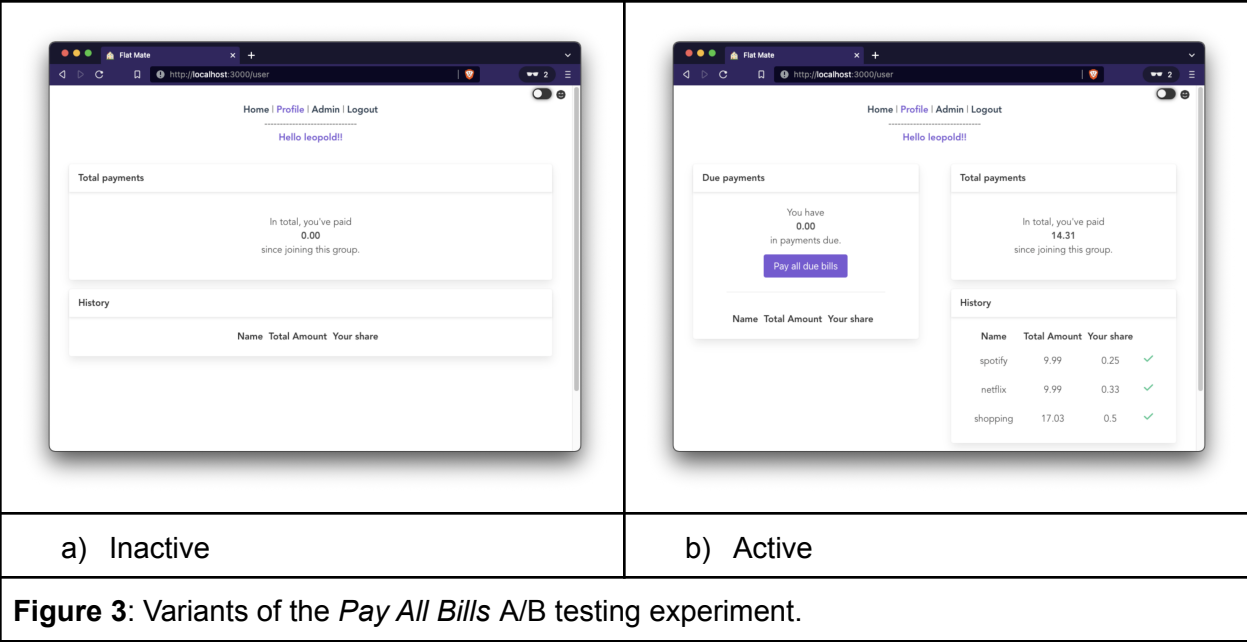 Flat Mate × +
http://localhost:3000/user 2
Home | Profile | Admin | Logout
------------------------------
Hello leopold!!
Total payments
In total, you've paid
0.00
since joining this group.
History
Name Total Amount Your share
a) Inactive
Flat Mate × +
http://localhost:3000/user 2
Home | Profile | Admin | Logout
------------------------------
Hello leopold!!
Due payments
You have
0.00
in payments due.
Pay all due bills
Name Total Amount Your share
Total payments
In total, you've paid
14.31
since joining this group.
History
Name Total Amount Your share
spotify 9.99 0.25 ✓
netflix 9.99 0.33 ✓
shopping 17.03 0.5 ✓
b) Active
Figure 3: Variants of the Pay All Bills A/B testing experiment.